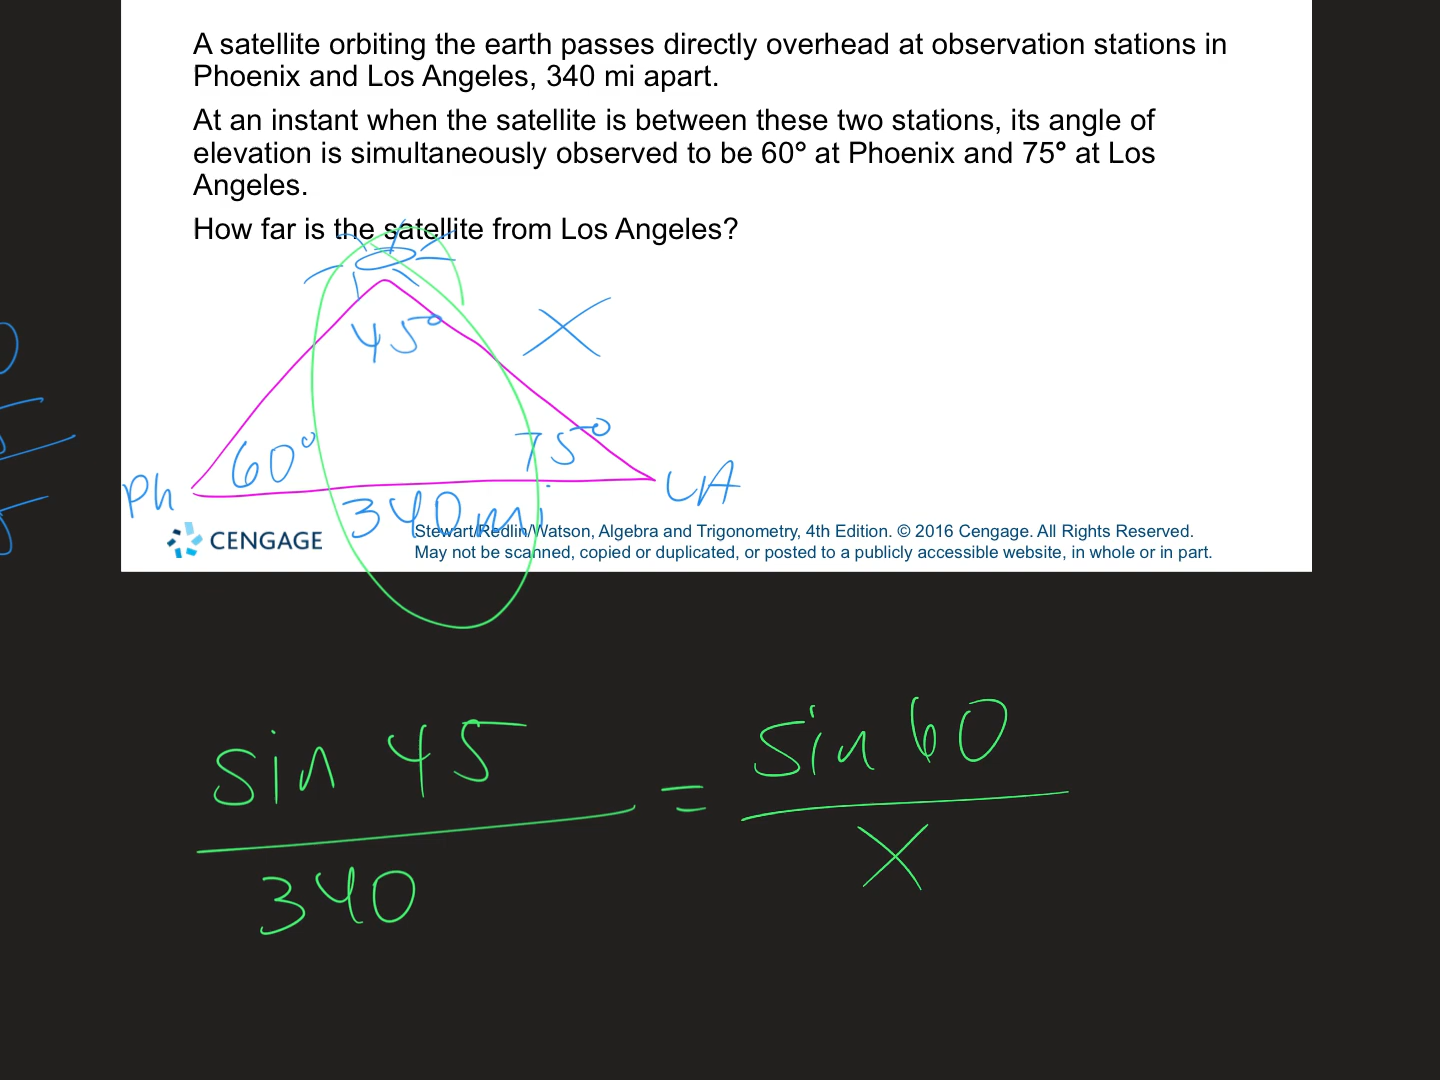 A satellite orbiting the earth passes directly overhead at observation stations in
Phoenix and Los Angeles, 340 mi apart.
At an instant when the satellite is between these two stations, its angle of
elevation is simultaneously observed to be 60° at Phoenix and 75° at Los
Angeles.
How far is the satellite from Los Angeles?
45°
X
60°
75°
Ph
LA
340 mi
CENGAGE
Stewart/Redlin/Watson, Algebra and Trigonometry, 4th Edition. © 2016 Cengage. All Rights Reserved.
May not be scanned, copied or duplicated, or posted to a publicly accessible website, in whole or in part.
sin 45 = sin 60
340 X